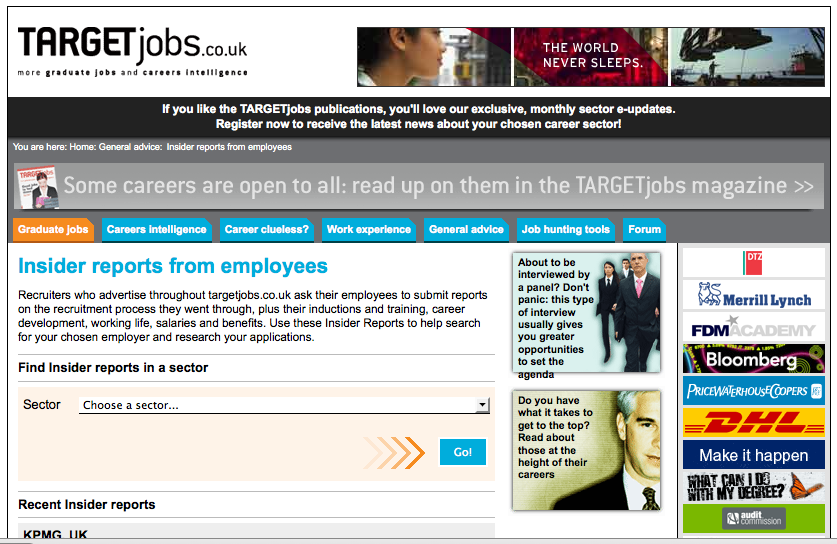 TARGETjobs.co.uk
more graduate jobs and careers intelligence
THE WORLD
NEVER SLEEPS.
If you like the TARGETjobs publications, you'll love our exclusive, monthly sector e-updates.
Register now to receive the latest news about your chosen career sector!
You are here: Home: General advice: Insider reports from employees
Some careers are open to all: read up on them in the TARGETjobs magazine >>
Graduate jobs
Careers intelligence
Career clueless?
Work experience
General advice
Job hunting tools
Forum
Insider reports from employees
Recruiters who advertise throughout targetjobs.co.uk ask their employees to submit reports
on the recruitment process they went through, plus their inductions and training, career
development, working life, salaries and benefits. Use these Insider Reports to help search
for your chosen employer and research your applications.
Find Insider reports in a sector
Sector
Choose a sector...
Go!
Recent Insider reports
KPMG UK
About to be
interviewed by
a panel? Don't
panic: this type
of interview
usually gives
you greater
opportunities
to set the
agenda
Do you have
what it takes to
get to the top?
Read about
those at the
height of their
careers
DTZ
Merrill Lynch
FDM ACADEMY
Bloomberg
PRICEWATERHOUSECOOPERS
DHL
Make it happen
WHAT CAN I DO
WITH MY DEGREE?
audit
commission